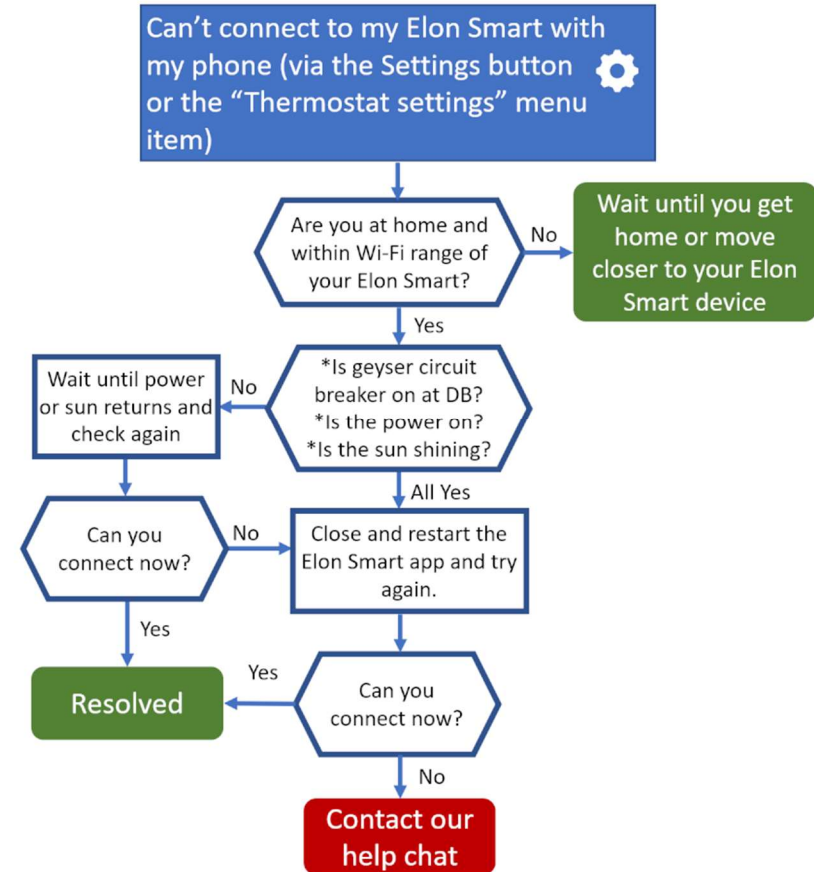 Can’t connect to my Elon Smart with
my phone (via the Settings button
or the “Thermostat settings” menu
item)
Are you at home and
within Wi-Fi range of
your Elon Smart?
No
Wait until you get
home or move
closer to your Elon
Smart device
Yes
*Is geyser circuit
breaker on at DB?
*Is the power on?
*Is the sun shining?
No
Wait until power
or sun returns and
check again
All Yes
Can you
connect now?
No
Close and restart the
Elon Smart app and try
again.
Yes
Resolved
Yes
Can you
connect now?
No
Contact our
help chat